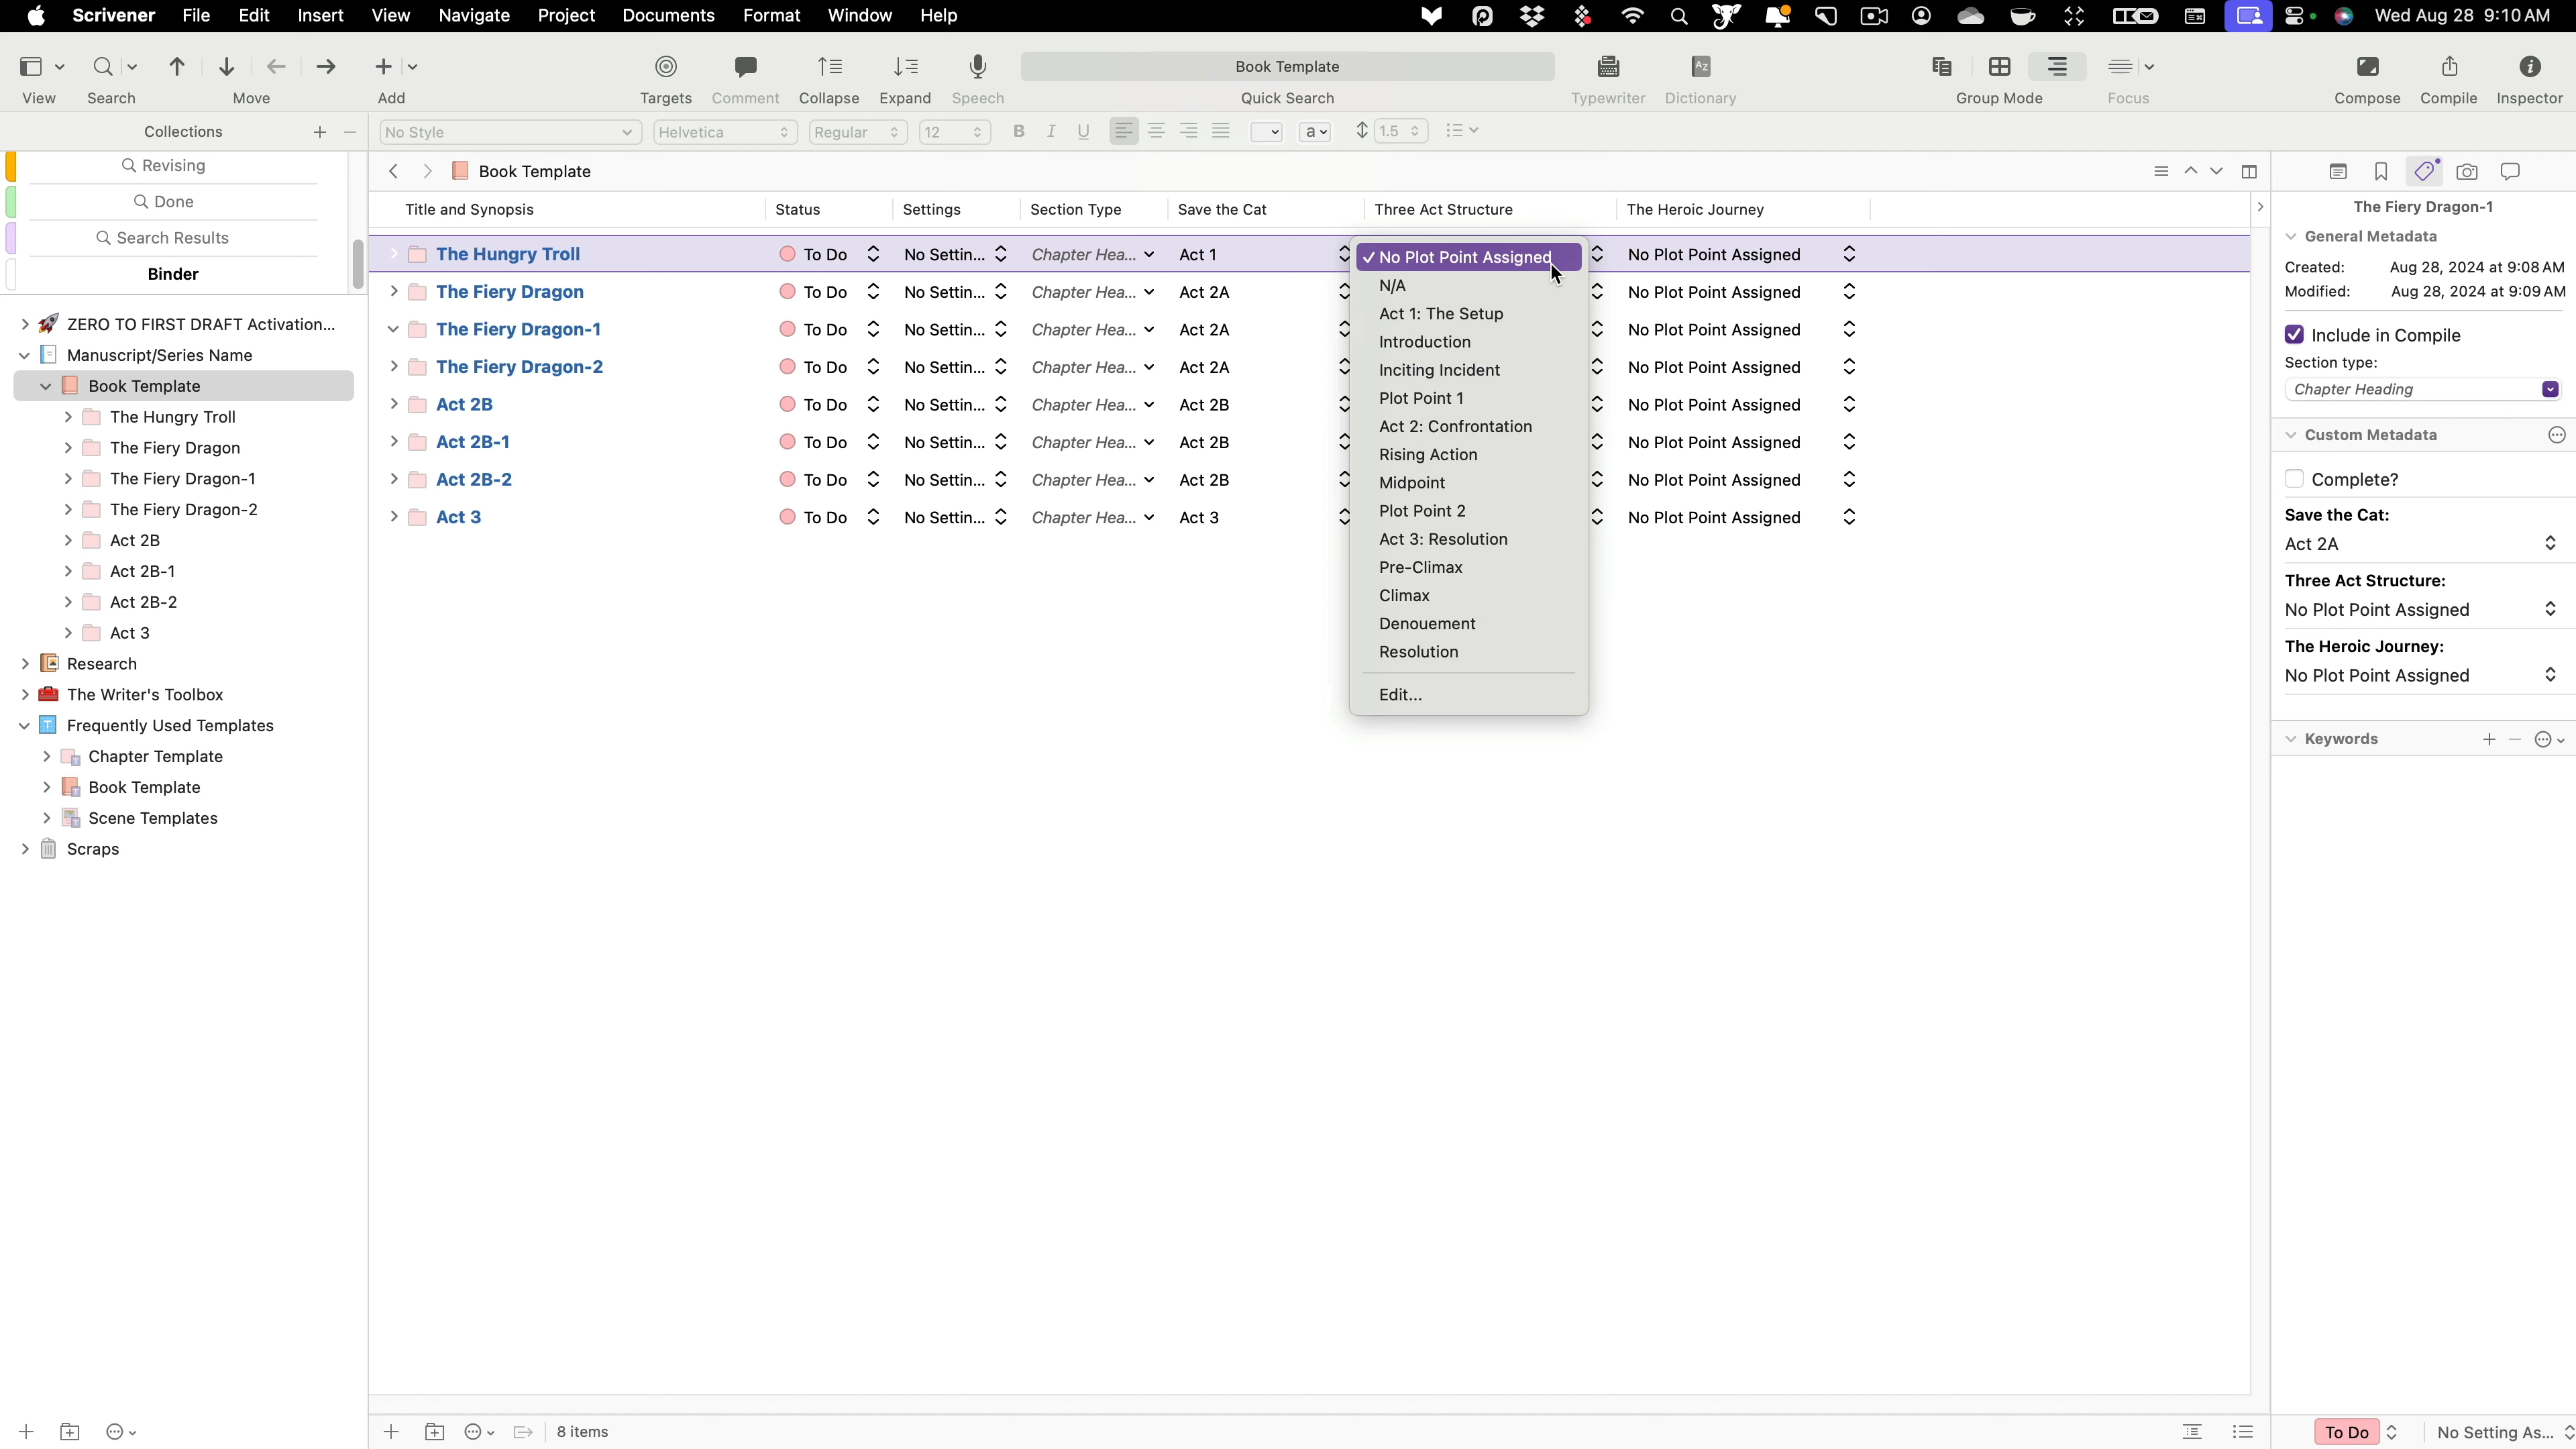 Scrivener File Edit Insert View Navigate Project Documents Format Window Help Wed Aug 28 9:10 AM
Book Template
View Search Move Add Targets Comment Collapse Expand Speech Quick Search Typewriter Dictionary Group Mode Focus Compose Compile Inspector
Collections
No Style Helvetica Regular 12 B I U a 1.5
Revising
Done
Search Results
Binder
ZERO TO FIRST DRAFT Activation...
Manuscript/Series Name
Book Template
The Hungry Troll
The Fiery Dragon
The Fiery Dragon-1
The Fiery Dragon-2
Act 2B
Act 2B-1
Act 2B-2
Act 3
Research
The Writer's Toolbox
Frequently Used Templates
Chapter Template
Book Template
Scene Templates
Scraps
Book Template
Title and Synopsis Status Settings Section Type Save the Cat Three Act Structure The Heroic Journey
The Hungry Troll To Do No Settin... Chapter Hea... Act 1 No Plot Point Assigned
The Fiery Dragon To Do No Settin... Chapter Hea... Act 2A No Plot Point Assigned
The Fiery Dragon-1 To Do No Settin... Chapter Hea... Act 2A No Plot Point Assigned
The Fiery Dragon-2 To Do No Settin... Chapter Hea... Act 2A No Plot Point Assigned
Act 2B To Do No Settin... Chapter Hea... Act 2B No Plot Point Assigned
Act 2B-1 To Do No Settin... Chapter Hea... Act 2B No Plot Point Assigned
Act 2B-2 To Do No Settin... Chapter Hea... Act 2B No Plot Point Assigned
Act 3 To Do No Settin... Chapter Hea... Act 3 No Plot Point Assigned
✓ No Plot Point Assigned
N/A
Act 1: The Setup
Introduction
Inciting Incident
Plot Point 1
Act 2: Confrontation
Rising Action
Midpoint
Plot Point 2
Act 3: Resolution
Pre-Climax
Climax
Denouement
Resolution
Edit...
8 items
The Fiery Dragon-1
General Metadata
Created: Aug 28, 2024 at 9:08 AM
Modified: Aug 28, 2024 at 9:09 AM
Include in Compile
Section type:
Chapter Heading
Custom Metadata
Complete?
Save the Cat:
Act 2A
Three Act Structure:
No Plot Point Assigned
The Heroic Journey:
No Plot Point Assigned
Keywords
To Do No Setting As...